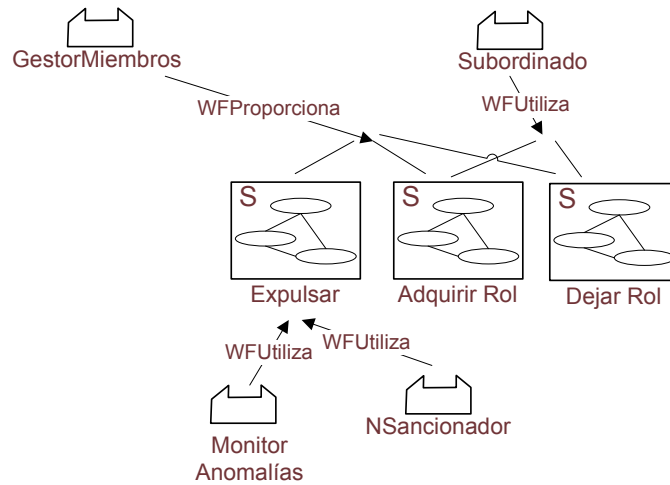 GestorMiembros
Subordinado
WFProporciona
WFUtiliza
S
S
S
Expulsar
Adquirir Rol
Dejar Rol
WFUtiliza
WFUtiliza
NSancionador
Monitor
Anomalías